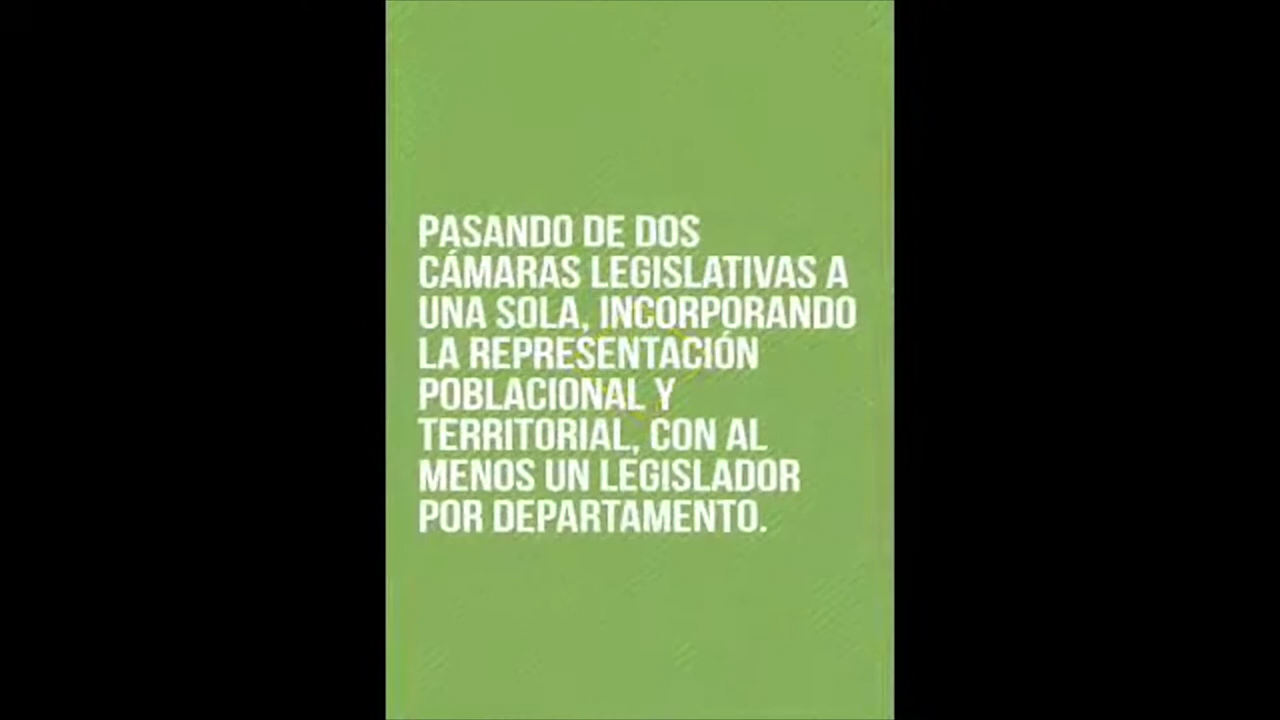 PASANDO DE DOS
CÁMARAS LEGISLATIVAS A
UNA SOLA, INCORPORANDO
LA REPRESENTACIÓN
POBLACIONAL Y
TERRITORIAL, CON AL
MENOS UN LEGISLADOR
POR DEPARTAMENTO.